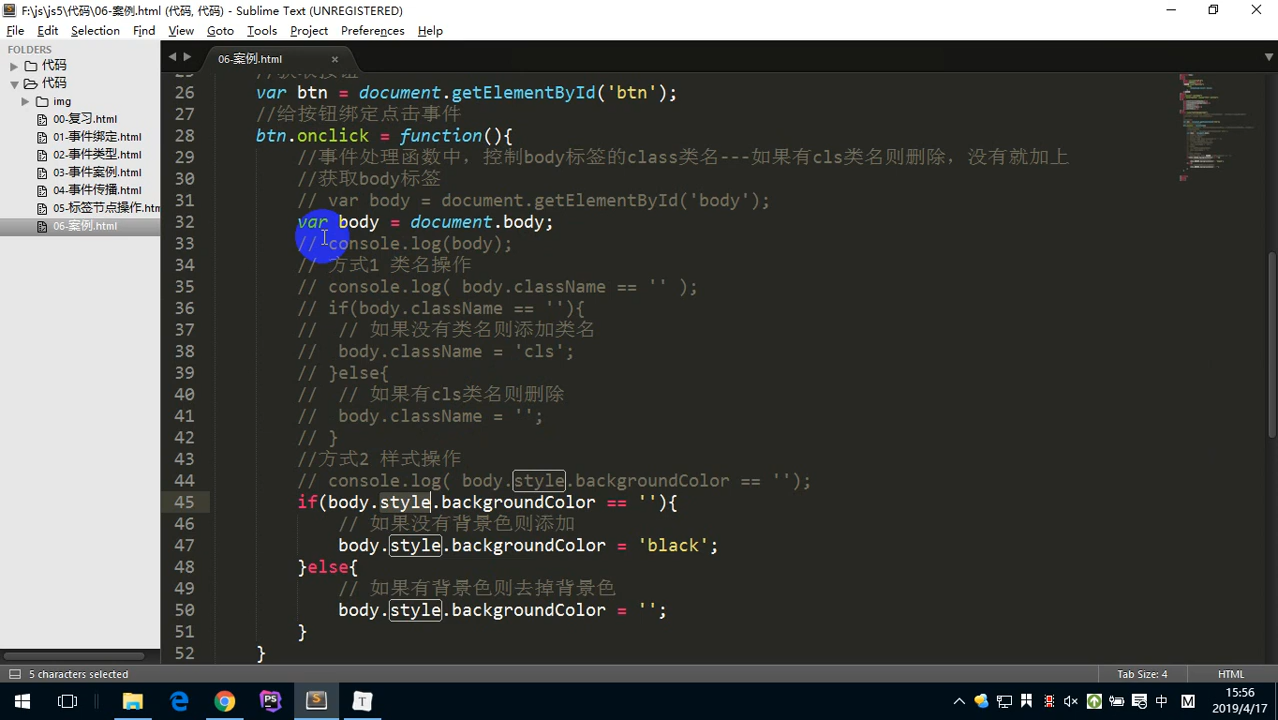 F:\js\js5\代码\06-案例.html (代码, 代码) - Sublime Text (UNREGISTERED)
File Edit Selection Find View Goto Tools Project Preferences Help
FOLDERS
代码
代码
img
00-复习.html
01-事件绑定.html
02-事件类型.html
03-事件案例.html
04-事件传播.html
05-标签节点操作.htm
06-案例.html
06-案例.html ×
//获取按钮
26 var btn = document.getElementById('btn');
27 //给按钮绑定点击事件
28 btn.onclick = function(){
29 //事件处理函数中，控制body标签的class类名---如果有cls类名则删除，没有就加上
30 //获取body标签
31 // var body = document.getElementById('body');
32 var body = document.body;
33 // console.log(body);
34 // 方式1 类名操作
35 // console.log( body.className == '' );
36 // if(body.className == ''){
37 // // 如果没有类名则添加类名
38 // body.className = 'cls';
39 // }else{
40 // // 如果有cls类名则删除
41 // body.className = '';
42 // }
43 //方式2 样式操作
44 // console.log( body.style.backgroundColor == '');
45 if(body.style.backgroundColor == ''){
46 // 如果没有背景色则添加
47 body.style.backgroundColor = 'black';
48 }else{
49 // 如果有背景色则去掉背景色
50 body.style.backgroundColor = '';
51 }
52 }
5 characters selected Tab Size: 4 HTML
中 M
15:56
2019/4/17